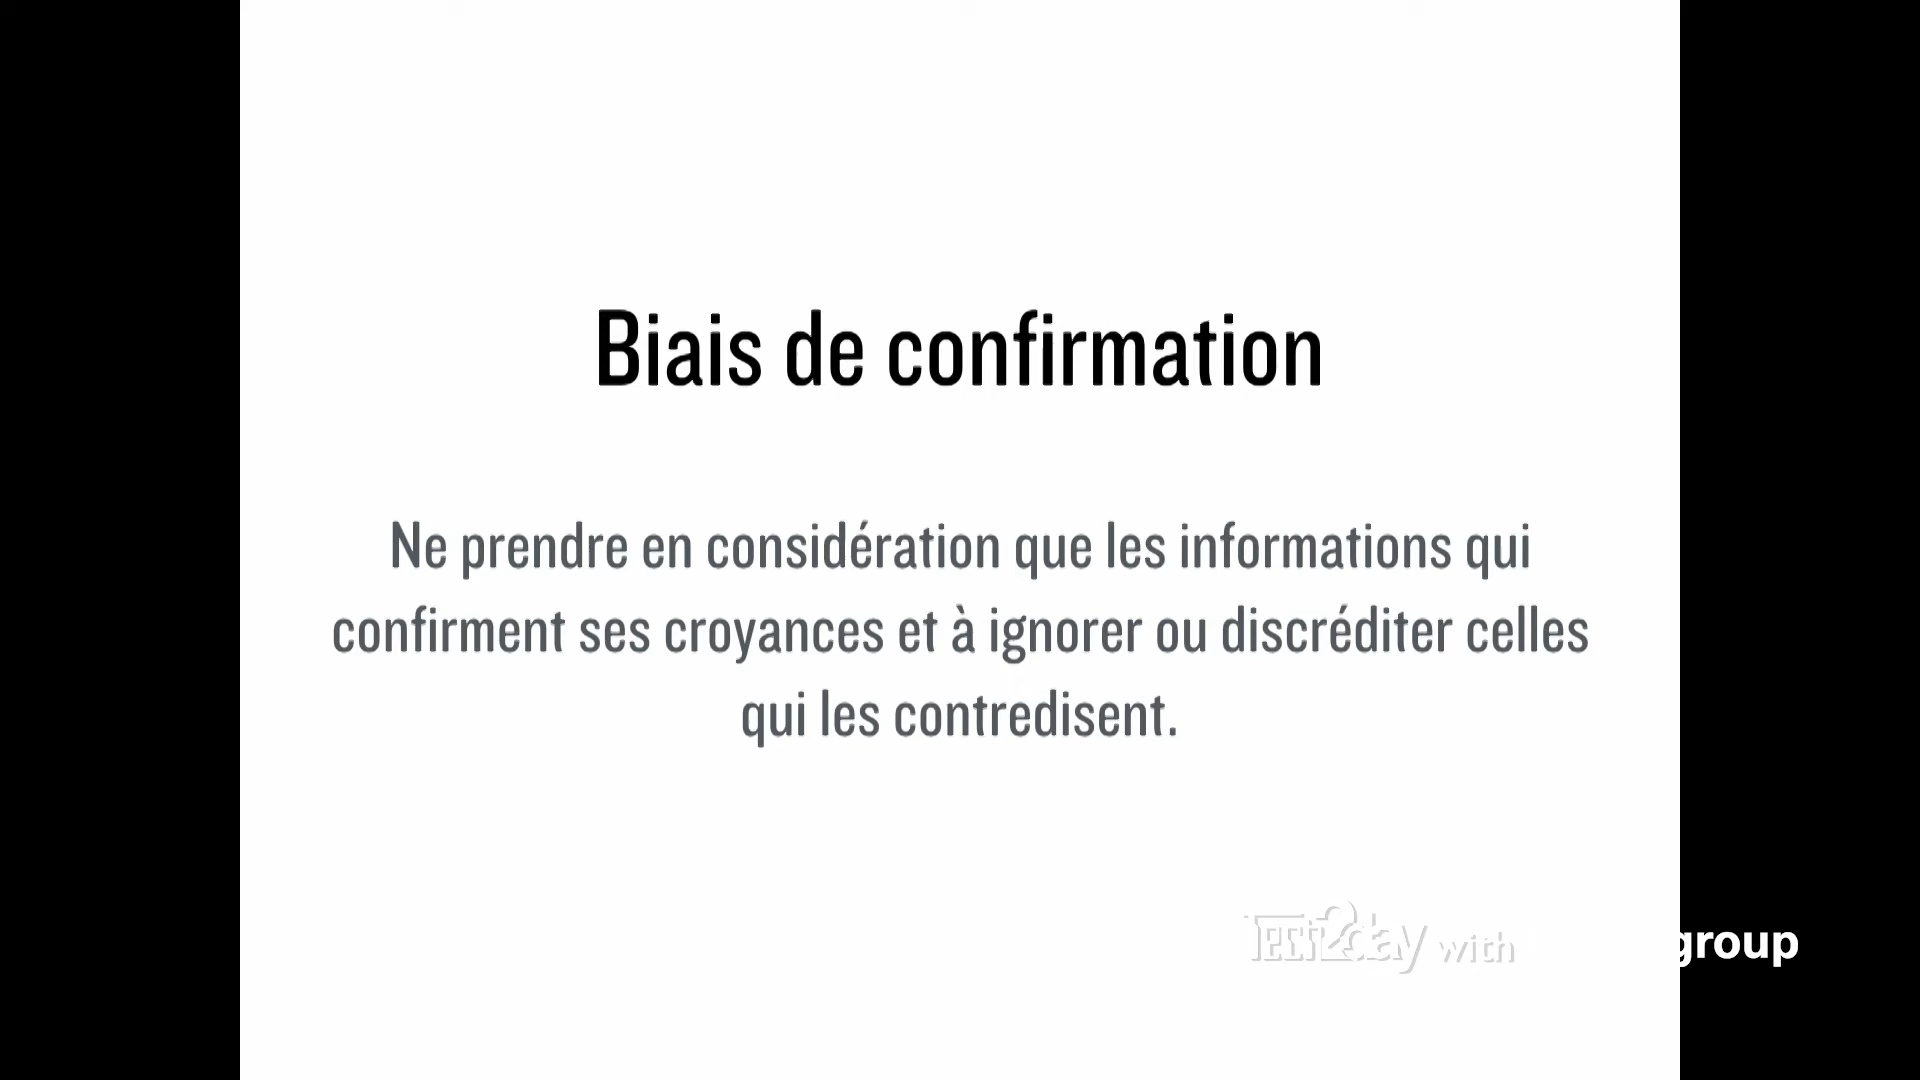 Biais de confirmation
Ne prendre en considération que les informations qui
confirment ses croyances et à ignorer ou discréditer celles
qui les contredisent.
Tech2day with group